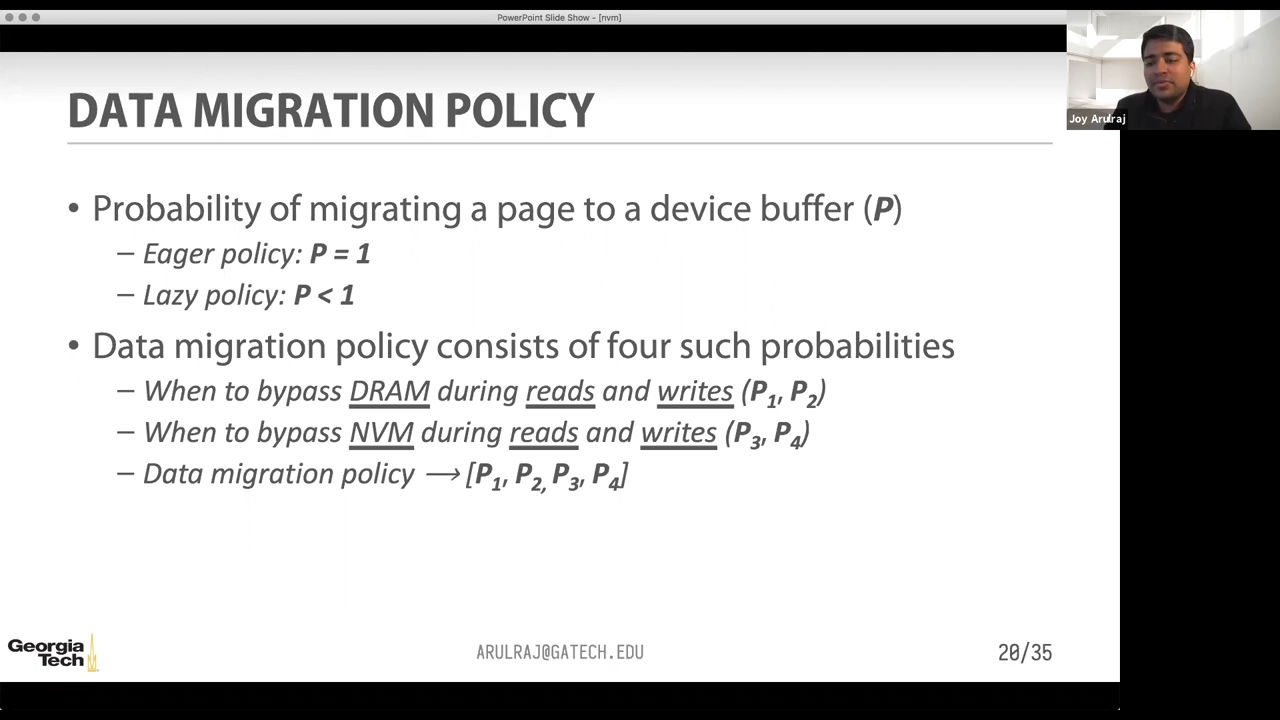 PowerPoint Slide Show - [nvm]
Joy Arulraj
DATA MIGRATION POLICY
• Probability of migrating a page to a device buffer (P)
– Eager policy: P = 1
– Lazy policy: P < 1
• Data migration policy consists of four such probabilities
– When to bypass DRAM during reads and writes (P1, P2)
– When to bypass NVM during reads and writes (P3, P4)
– Data migration policy ⟶ [P1, P2, P3, P4]
Georgia
Tech
ARULRAJ@GATECH.EDU
20/35